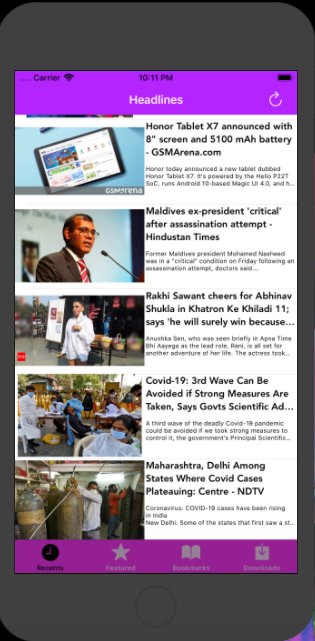 Carrier 10:11 PM
Headlines
Honor Tablet X7 announced with
8" screen and 5100 mAh battery
- GSMArena.com
Honor today announced a new tablet dubbed
Honor Tablet X7. It's powered by the Helio P22T
SoC, runs Android 10-based Magic UI 4.0, and h...
GSMArena
Maldives ex-president 'critical'
after assassination attempt -
Hindustan Times
Former Maldives president Mohamed Nasheed
was in a "critical" condition on Friday following an
assassination attempt, doctors said...
Rakhi Sawant cheers for Abhinav
Shukla in Khatron Ke Khiladi 11;
says 'he will surely win because...
Anushka Sen, who was seen briefly in Apna Time
Bhi Aayega as the lead role, Rani, is all set for
another adventure of her life. The actress took...
Covid-19: 3rd Wave Can Be
Avoided if Strong Measures Are
Taken, Says Govts Scientific Ad...
A third wave of the deadly Covid-19 pandemic
could be avoided if we took strong measures to
control it, the government's Principal Scientific...
Maharashtra, Delhi Among
States Where Covid Cases
Plateauing: Centre - NDTV
Coronavirus: COVID-19 cases have been rising
in India
New Delhi: Some of the states that first saw a st...
Recents Featured Bookmarks Downloads